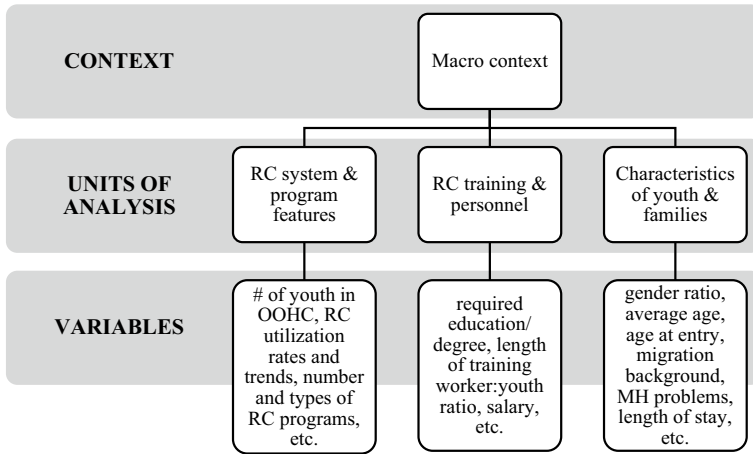 CONTEXT
Macro context
UNITS OF
ANALYSIS
RC system &
program
features
RC training &
personnel
Characteristics
of youth &
families
VARIABLES
# of youth in
OOHC, RC
utilization
rates and
trends, number
and types of
RC programs,
etc.
required
education/
degree, length
of training
worker:youth
ratio, salary,
etc.
gender ratio,
average age,
age at entry,
migration
background,
MH problems,
length of stay,
etc.